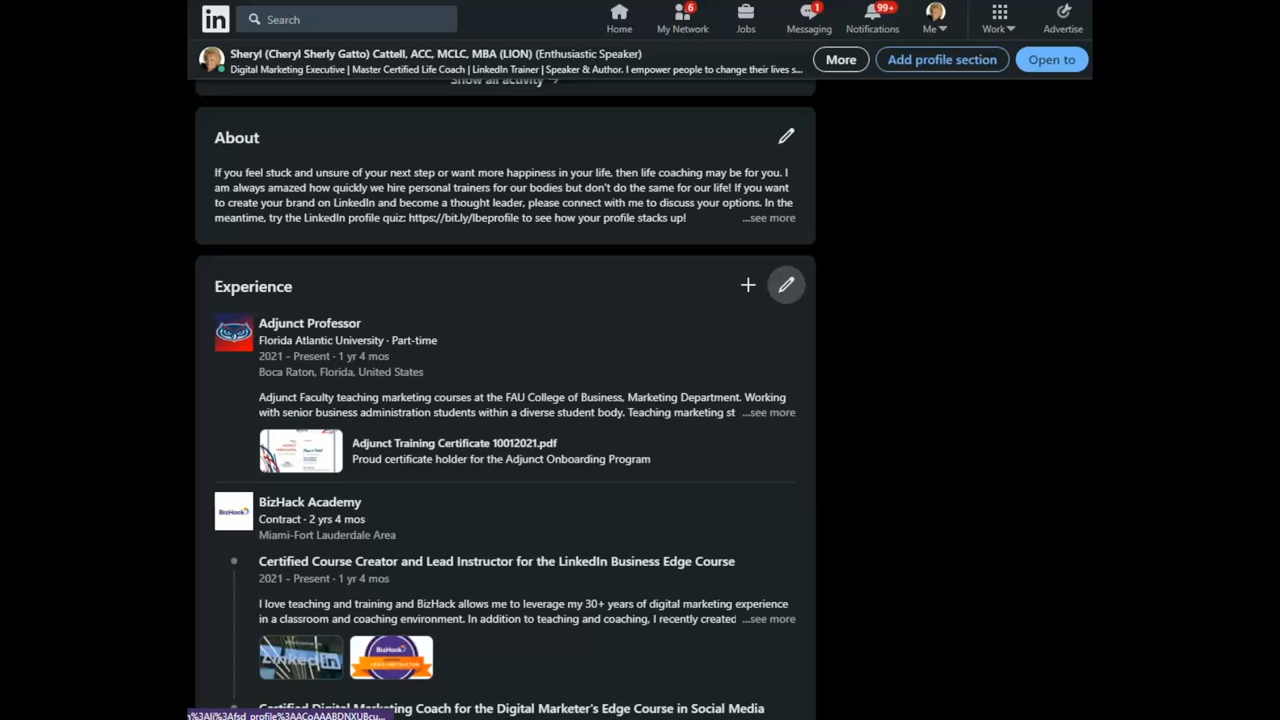 in
Search
6
1
99+
Home
My Network
Jobs
Messaging
Notifications
Me
Work
Advertise
Sheryl (Cheryl Sherly Gatto) Cattell, ACC, MCLC, MBA (LION) (Enthusiastic Speaker)
Digital Marketing Executive | Master Certified Life Coach | LinkedIn Trainer | Speaker & Author. I empower people to change their lives s...
More
Add profile section
Open to
Show all activity →
About
If you feel stuck and unsure of your next step or want more happiness in your life, then life coaching may be for you. I
am always amazed how quickly we hire personal trainers for our bodies but don't do the same for our life! If you want
to create your brand on LinkedIn and become a thought leader, please connect with me to discuss your options. In the
meantime, try the LinkedIn profile quiz: https://bit.ly/lbeprofile to see how your profile stacks up! ...see more
Experience
Adjunct Professor
Florida Atlantic University · Part-time
2021 - Present · 1 yr 4 mos
Boca Raton, Florida, United States
Adjunct Faculty teaching marketing courses at the FAU College of Business, Marketing Department. Working
with senior business administration students within a diverse student body. Teaching marketing st ...see more
Adjunct Training Certificate 10012021.pdf
Proud certificate holder for the Adjunct Onboarding Program
BizHack
BizHack Academy
Contract · 2 yrs 4 mos
Miami-Fort Lauderdale Area
Certified Course Creator and Lead Instructor for the LinkedIn Business Edge Course
2021 - Present · 1 yr 4 mos
I love teaching and training and BizHack allows me to leverage my 30+ years of digital marketing experience
in a classroom and coaching environment. In addition to teaching and coaching, I recently created ...see more
LinkedIn
BizHack
LEAD INSTRUCTOR
Certified Digital Marketing Coach for the Digital Marketer's Edge Course in Social Media